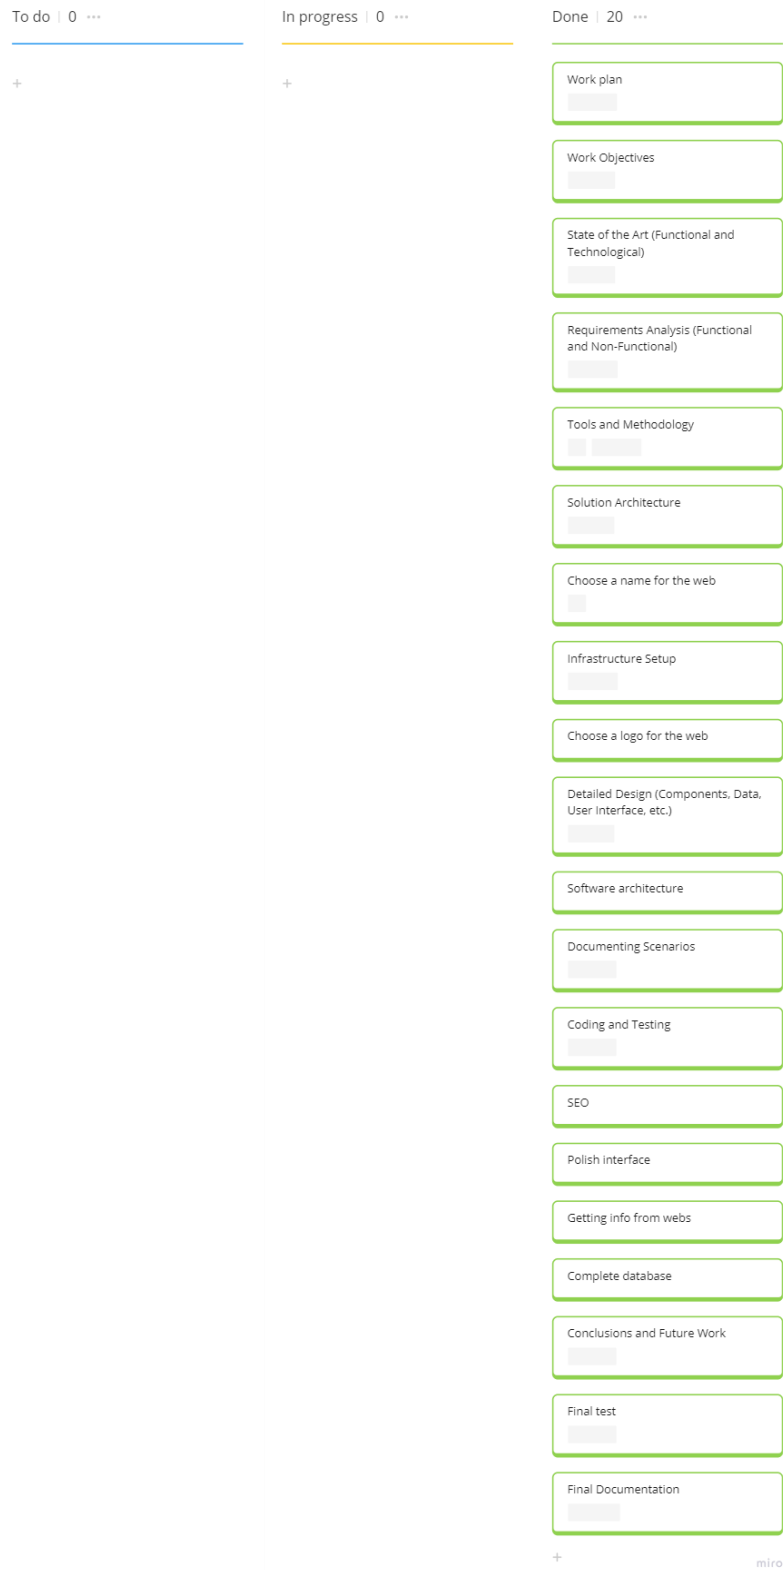 To do 0 ...
In progress 0 ...
Done 20 ...
+
+
Work plan
Work Objectives
State of the Art (Functional and
Technological)
Requirements Analysis (Functional
and Non-Functional)
Tools and Methodology
Solution Architecture
Choose a name for the web
Infrastructure Setup
Choose a logo for the web
Detailed Design (Components, Data,
User Interface, etc.)
Software architecture
Documenting Scenarios
Coding and Testing
SEO
Polish interface
Getting info from webs
Complete database
Conclusions and Future Work
Final test
Final Documentation
+
miro